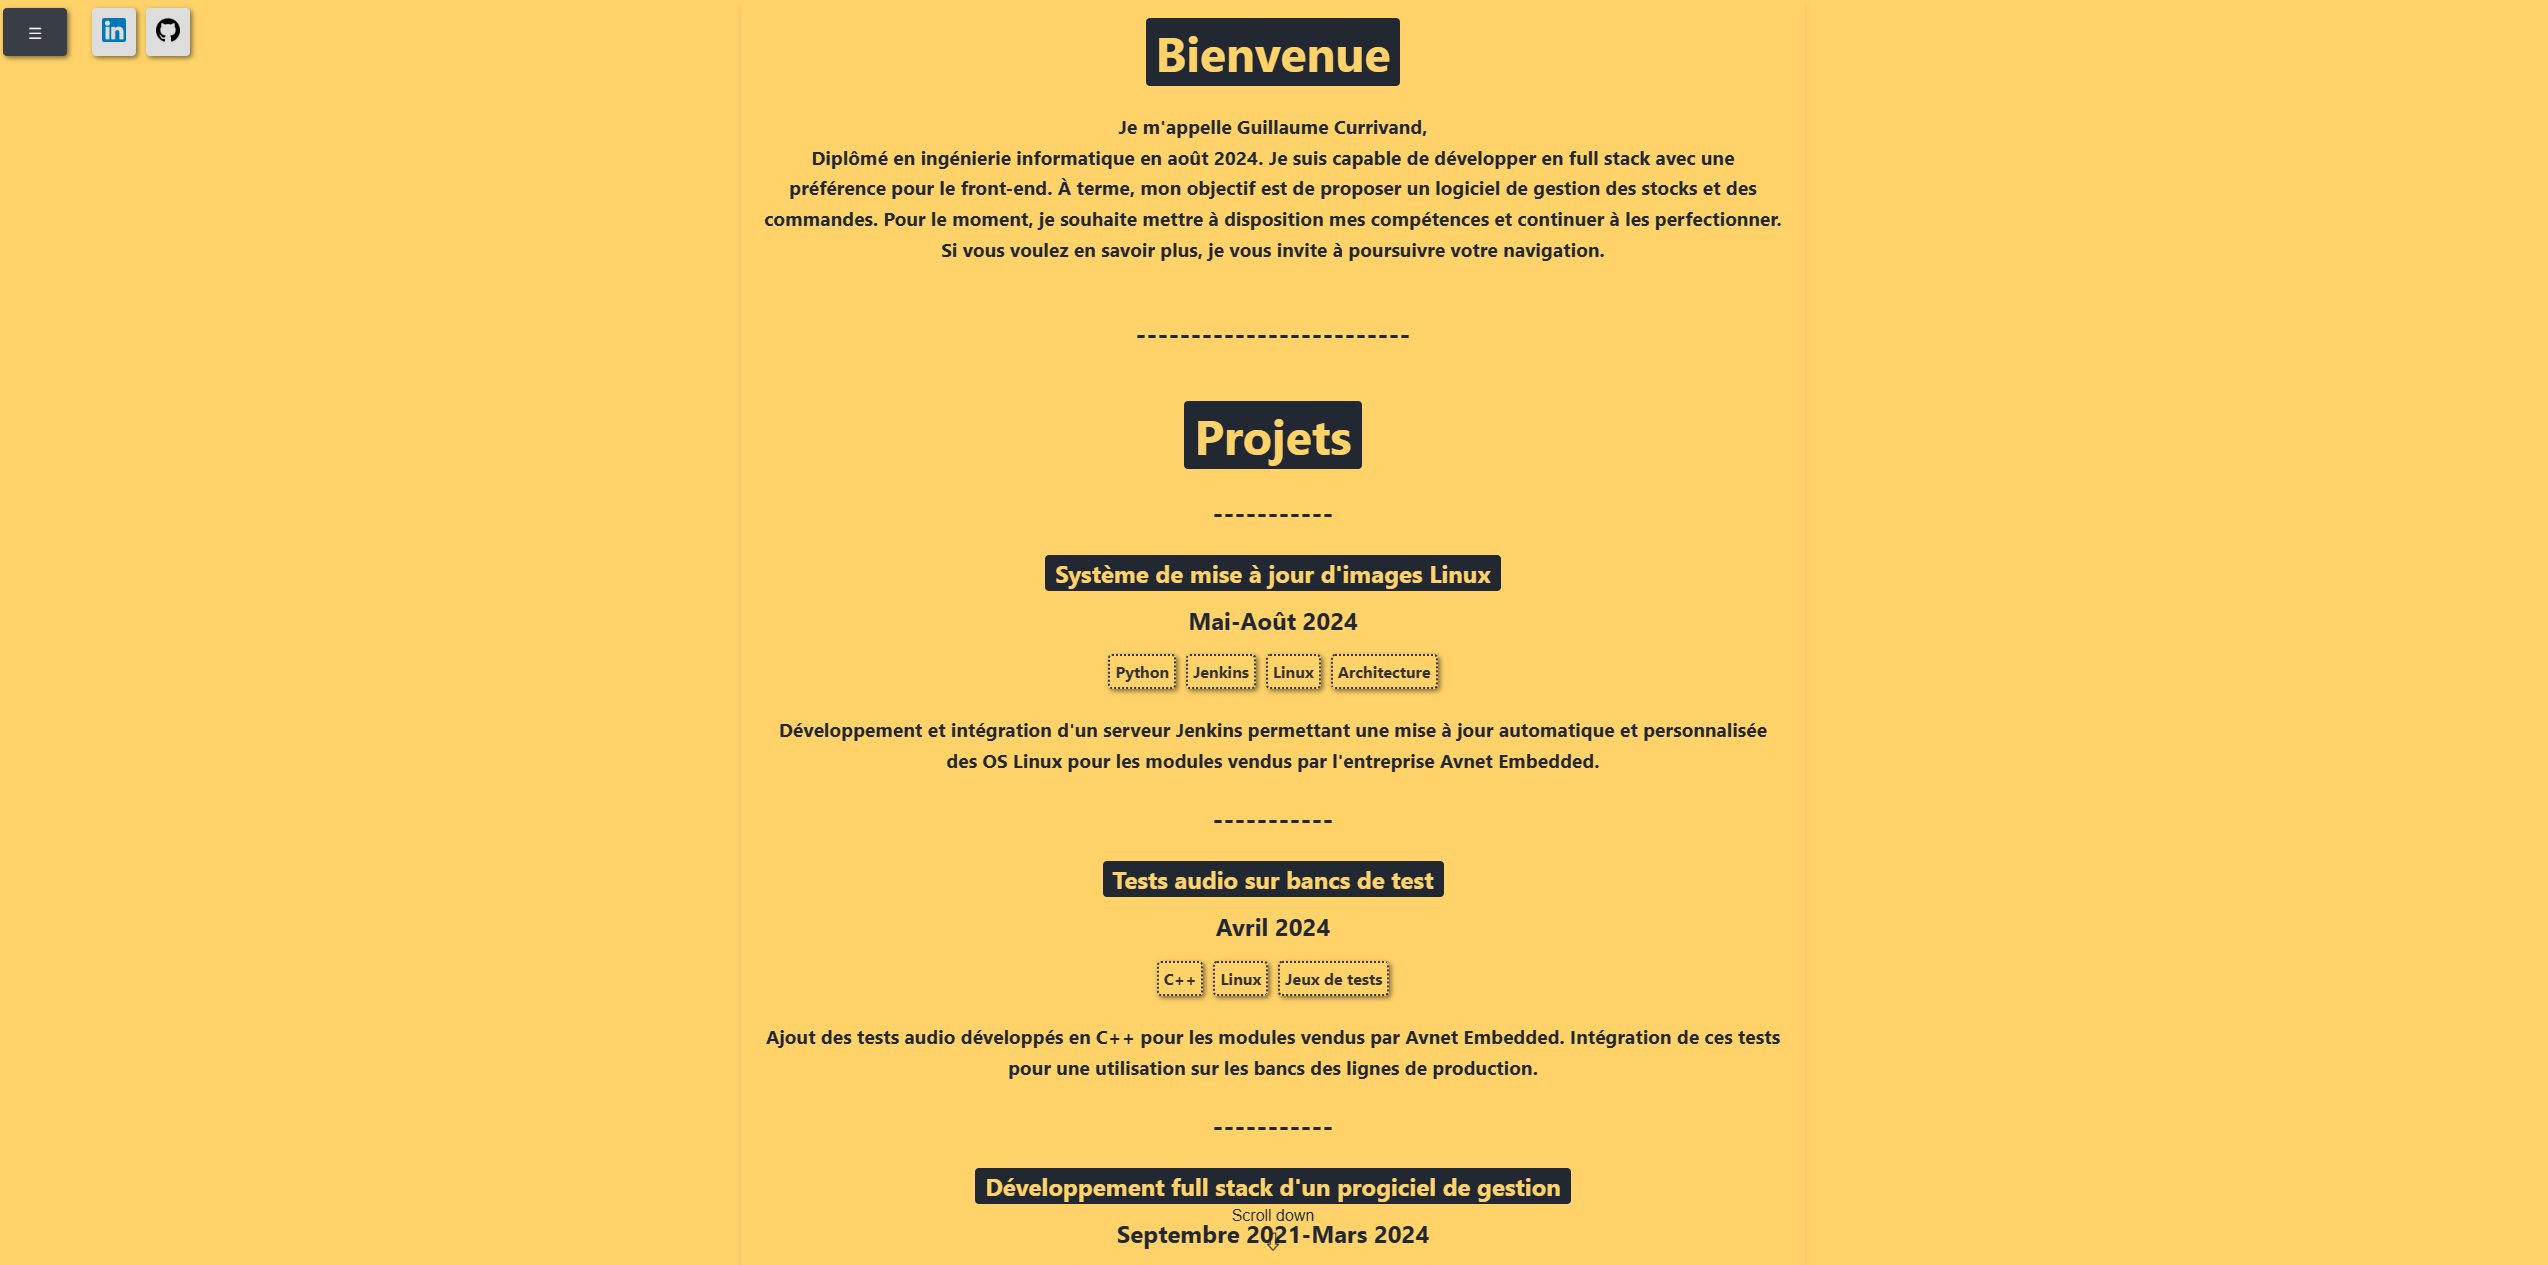 ☰ in
Bienvenue
Je m'appelle Guillaume Currivand,
Diplômé en ingénierie informatique en août 2024. Je suis capable de développer en full stack avec une
préférence pour le front-end. À terme, mon objectif est de proposer un logiciel de gestion des stocks et des
commandes. Pour le moment, je souhaite mettre à disposition mes compétences et continuer à les perfectionner.
Si vous voulez en savoir plus, je vous invite à poursuivre votre navigation.
-------------------------
Projets
-----------
Système de mise à jour d'images Linux
Mai-Août 2024
Python Jenkins Linux Architecture
Développement et intégration d'un serveur Jenkins permettant une mise à jour automatique et personnalisée
des OS Linux pour les modules vendus par l'entreprise Avnet Embedded.
-----------
Tests audio sur bancs de test
Avril 2024
C++ Linux Jeux de tests
Ajout des tests audio développés en C++ pour les modules vendus par Avnet Embedded. Intégration de ces tests
pour une utilisation sur les bancs des lignes de production.
-----------
Développement full stack d'un progiciel de gestion
Scroll down
Septembre 2021-Mars 2024